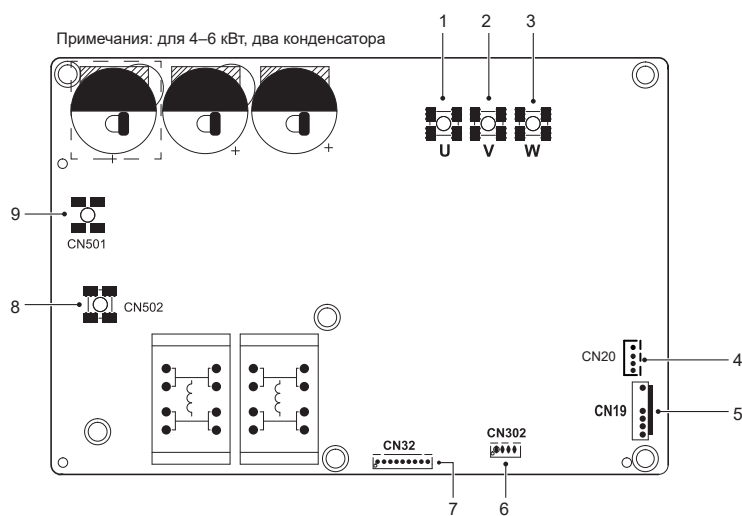 Примечания: для 4–6 кВт, два конденсатора
1 2 3
U V W
9
CN501
8
CN502
CN20
4
CN19
5
CN302
CN32
7
6